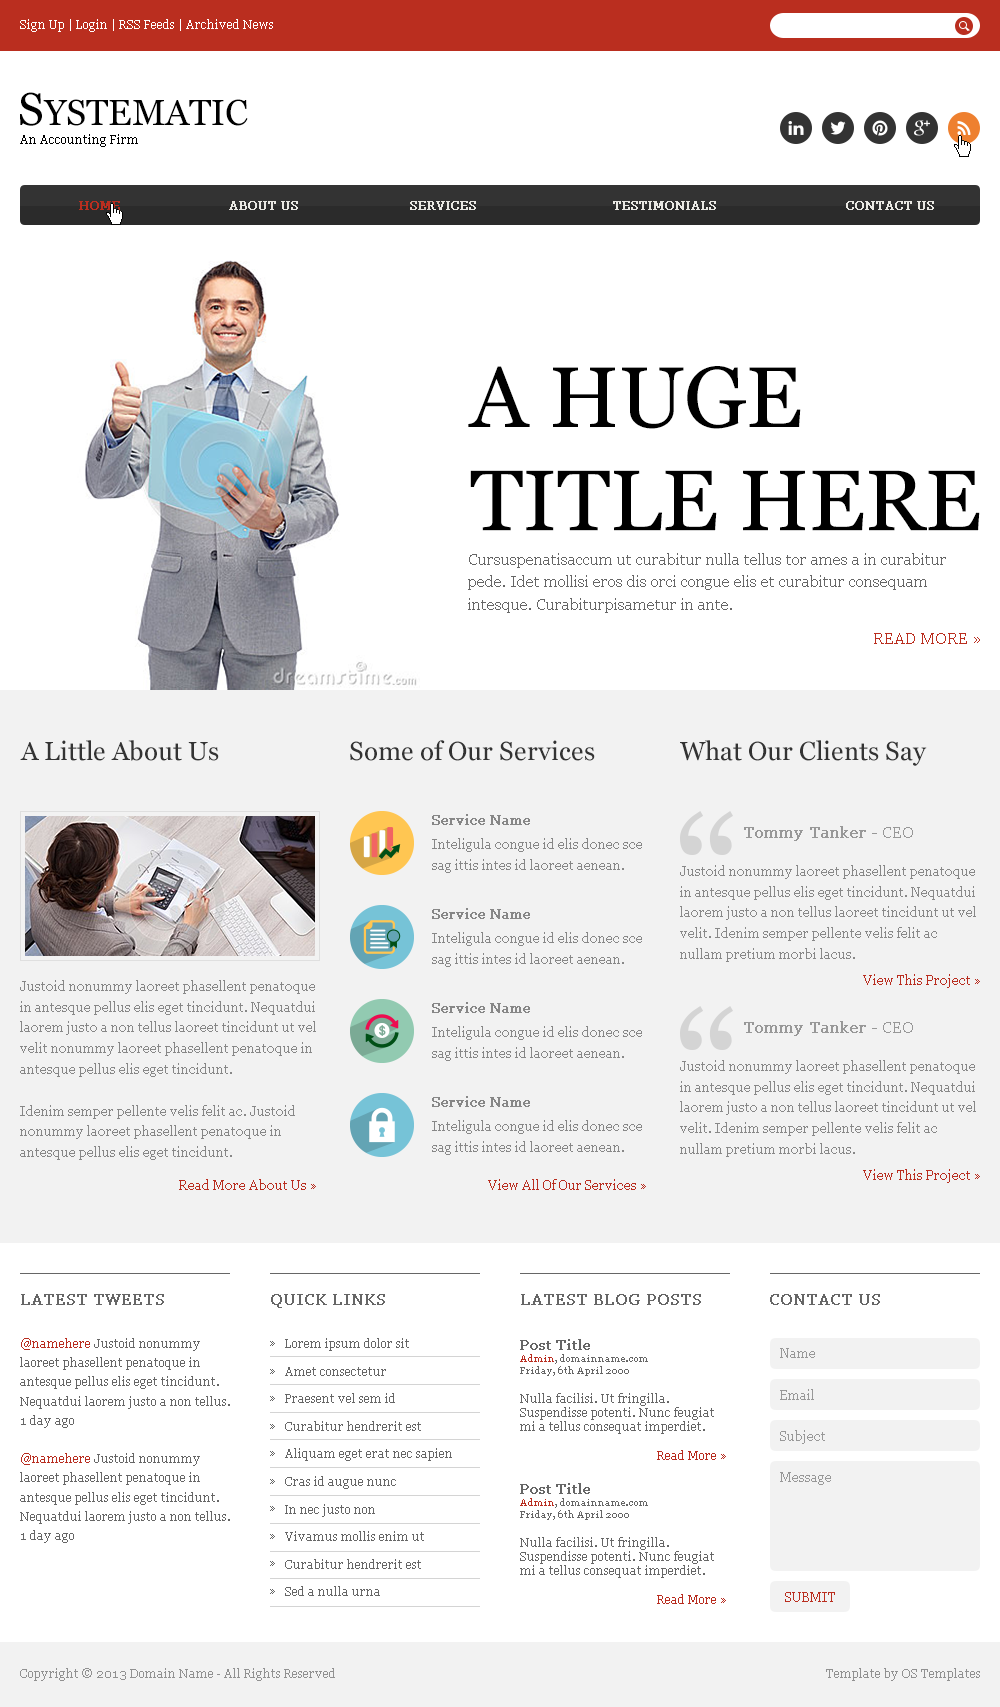 Sign Up | Login | RSS Feeds | Archived News
SYSTEMATIC
An Accounting Firm
HOME
ABOUT US
SERVICES
TESTIMONIALS
CONTACT US
A HUGE
TITLE HERE
Cursuspenatisaccum ut curabitur nulla tellus tor ames a in curabitur
pede. Idet mollisi eros dis orci congue elis et curabitur consequam
intesque. Curabiturpisametur in ante.
READ MORE »
dreamstime.com
A Little About Us
Justoid nonummy laoreet phasellent penatoque
in antesque pellus elis eget tincidunt. Nequatdui
laorem justo a non tellus laoreet tincidunt ut vel
velit nonummy laoreet phasellent penatoque in
antesque pellus elis eget tincidunt.
Idenim semper pellente velis felit ac. Justoid
nonummy laoreet phasellent penatoque in
antesque pellus elis eget tincidunt.
Read More About Us »
Some of Our Services
Service Name
Inteligula congue id elis donec sce
sag ittis intes id laoreet aenean.
Service Name
Inteligula congue id elis donec sce
sag ittis intes id laoreet aenean.
Service Name
Inteligula congue id elis donec sce
sag ittis intes id laoreet aenean.
Service Name
Inteligula congue id elis donec sce
sag ittis intes id laoreet aenean.
View All Of Our Services »
What Our Clients Say
Tommy Tanker - CEO
Justoid nonummy laoreet phasellent penatoque
in antesque pellus elis eget tincidunt. Nequatdui
laorem justo a non tellus laoreet tincidunt ut vel
velit. Idenim semper pellente velis felit ac
nullam pretium morbi lacus.
View This Project »
Tommy Tanker - CEO
Justoid nonummy laoreet phasellent penatoque
in antesque pellus elis eget tincidunt. Nequatdui
laorem justo a non tellus laoreet tincidunt ut vel
velit. Idenim semper pellente velis felit ac
nullam pretium morbi lacus.
View This Project »
LATEST TWEETS
@namehere Justoid nonummy
laoreet phasellent penatoque in
antesque pellus elis eget tincidunt.
Nequatdui laorem justo a non tellus.
1 day ago
@namehere Justoid nonummy
laoreet phasellent penatoque in
antesque pellus elis eget tincidunt.
Nequatdui laorem justo a non tellus.
1 day ago
QUICK LINKS
» Lorem ipsum dolor sit
» Amet consectetur
» Praesent vel sem id
» Curabitur hendrerit est
» Aliquam eget erat nec sapien
» Cras id augue nunc
» In nec justo non
» Vivamus mollis enim ut
» Curabitur hendrerit est
» Sed a nulla urna
LATEST BLOG POSTS
Post Title
Admin, domainname.com
Friday, 6th April 2000
Nulla facilisi. Ut fringilla.
Suspendisse potenti. Nunc feugiat
mi a tellus consequat imperdiet.
Read More »
Post Title
Admin, domainname.com
Friday, 6th April 2000
Nulla facilisi. Ut fringilla.
Suspendisse potenti. Nunc feugiat
mi a tellus consequat imperdiet.
Read More »
CONTACT US
Name
Email
Subject
Message
SUBMIT
Copyright © 2013 Domain Name - All Rights Reserved
Template by OS Templates